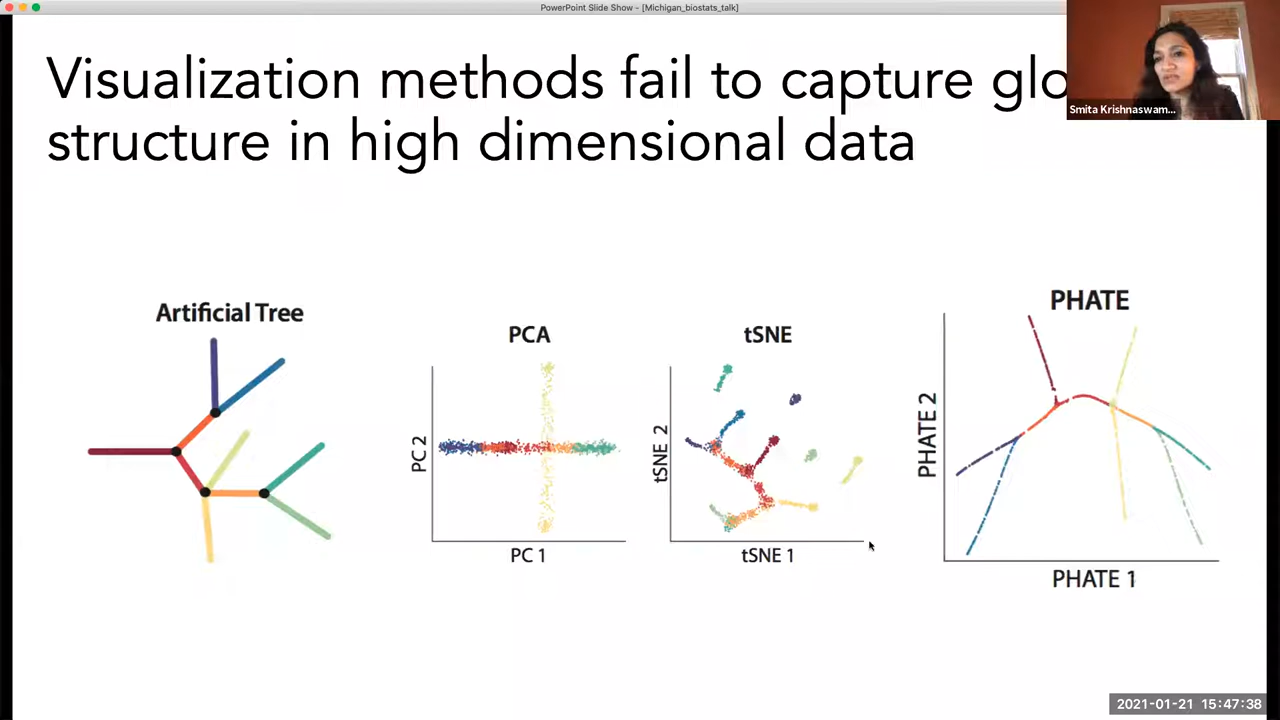 PowerPoint Slide Show - [Michigan_biostats_talk]
Visualization methods fail to capture glo
structure in high dimensional data
Smita Krishnaswam...
Artificial Tree
PCA
PC 2
PC 1
tSNE
tSNE 2
tSNE 1
PHATE
PHATE 2
PHATE 1
2021-01-21 15:47:38